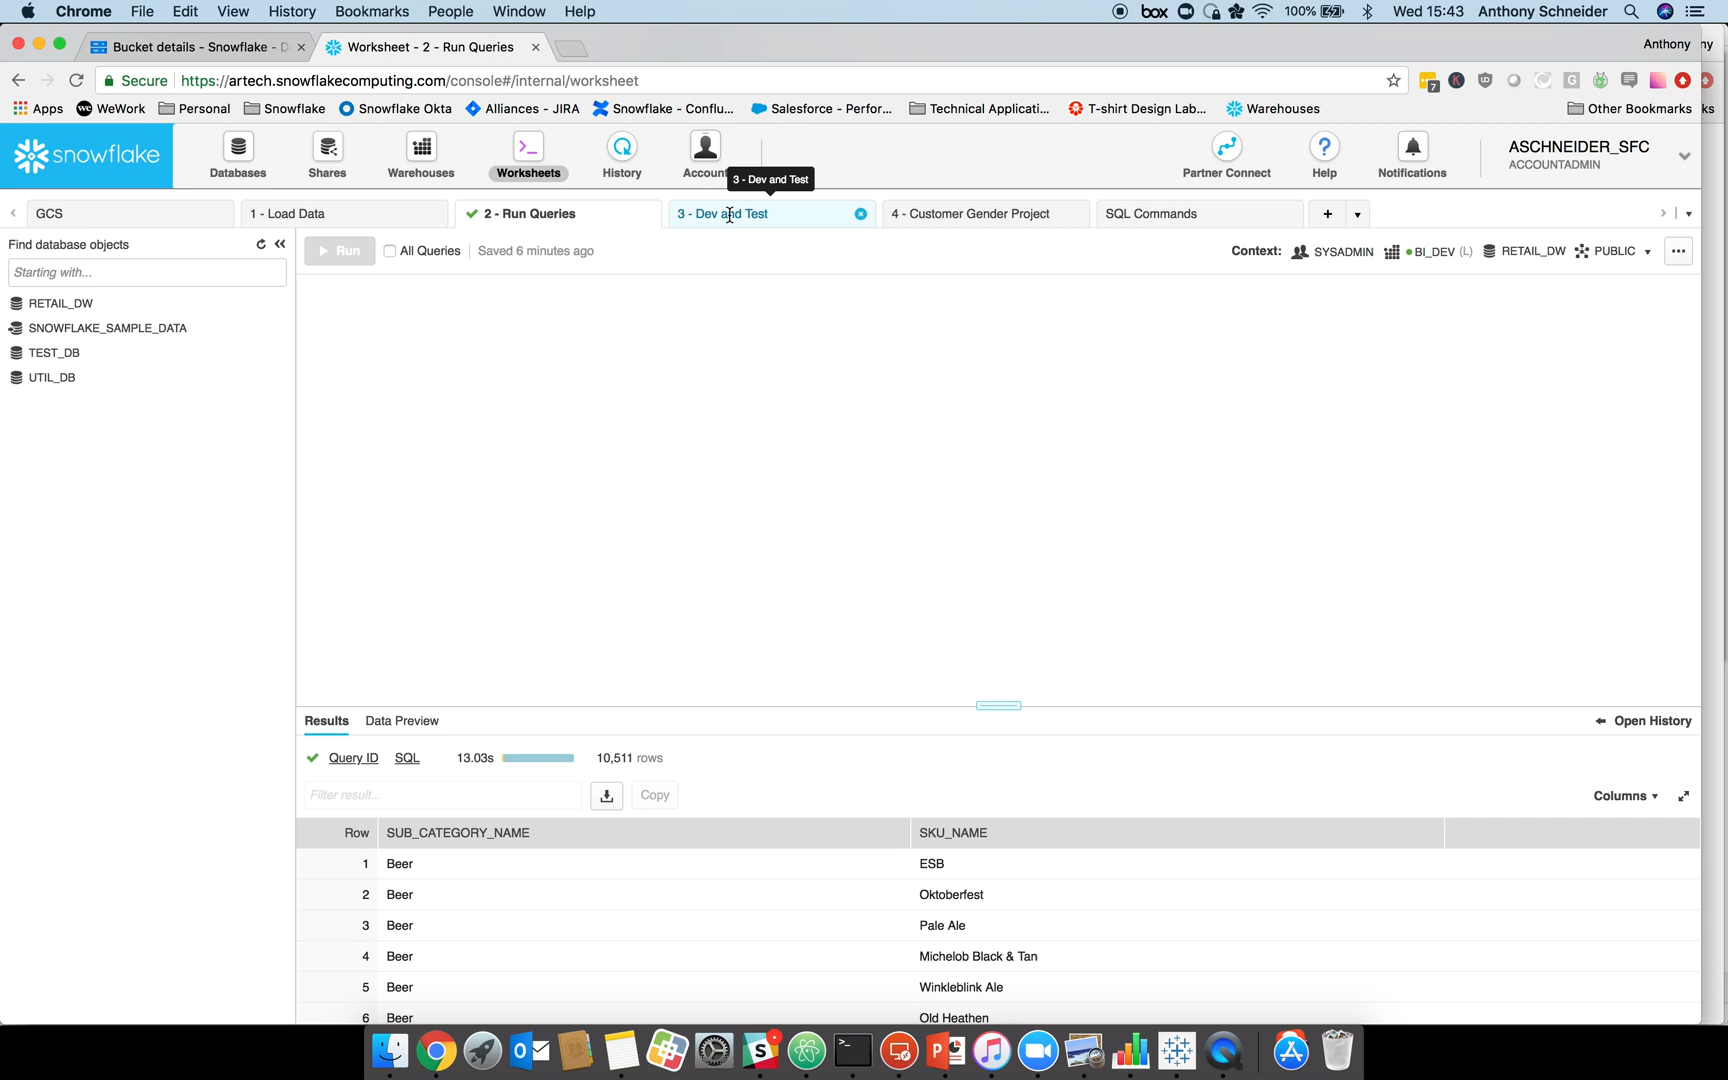 Chrome File Edit View History Bookmarks People Window Help box 100% Wed 15:43 Anthony Schneider
Bucket details - Snowflake - D Worksheet - 2 - Run Queries Anthony ny
Secure https://artech.snowflakecomputing.com/console#/internal/worksheet 7
Apps WeWork Personal Snowflake Snowflake Okta Alliances - JIRA Snowflake - Conflu... Salesforce - Perfor... Technical Applicati... T-shirt Design Lab... Warehouses Other Bookmarks ks
snowflake Databases Shares Warehouses Worksheets History Account Partner Connect Help Notifications
ASCHNEIDER_SFC
ACCOUNTADMIN
3 - Dev and Test
GCS 1 - Load Data 2 - Run Queries 3 - Dev and Test 4 - Customer Gender Project SQL Commands +
Find database objects
Run All Queries Saved 6 minutes ago Context: SYSADMIN BI_DEV (L) RETAIL_DW PUBLIC
Starting with...
RETAIL_DW
SNOWFLAKE_SAMPLE_DATA
TEST_DB
UTIL_DB
Results Data Preview Open History
Query ID SQL 13.03s 10,511 rows
Filter result... Copy Columns
Row SUB_CATEGORY_NAME SKU_NAME
1 Beer ESB
2 Beer Oktoberfest
3 Beer Pale Ale
4 Beer Michelob Black & Tan
5 Beer Winkleblink Ale
6 Beer Old Heathen